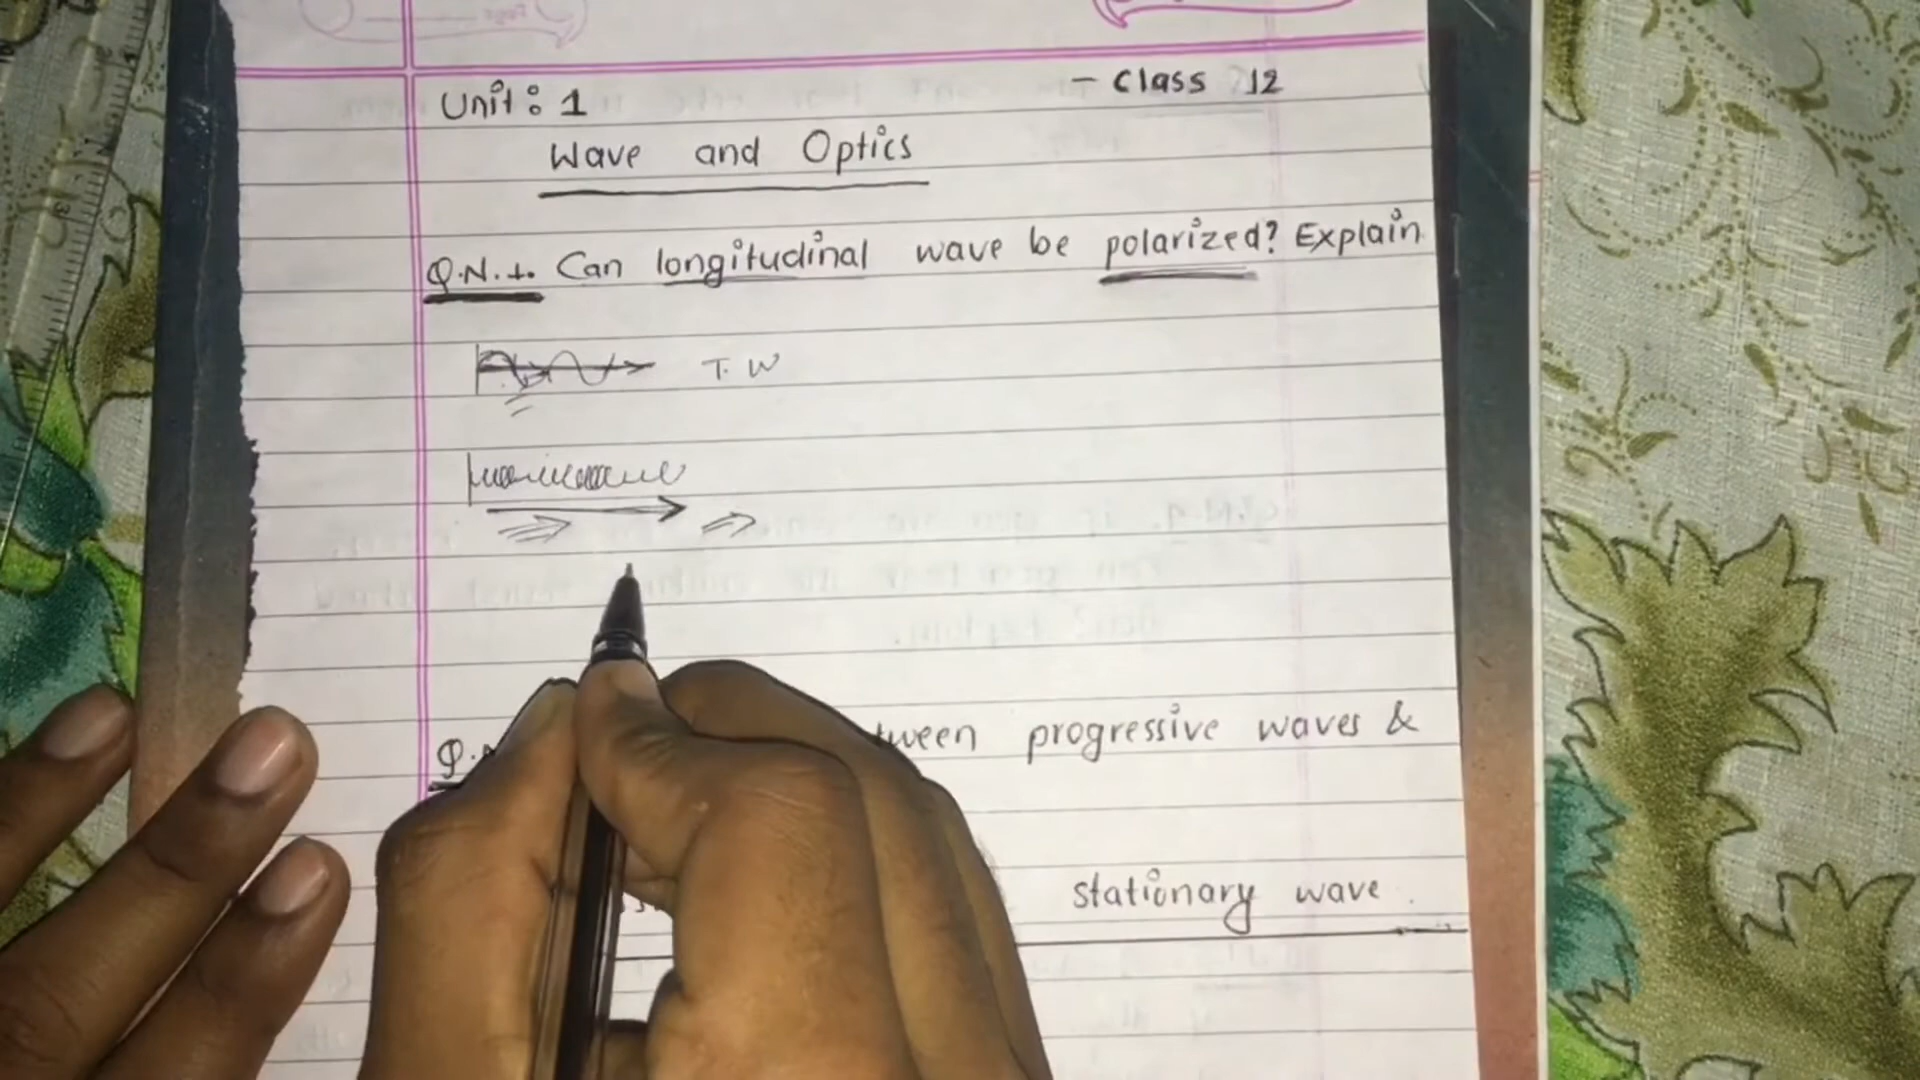 Unit: 1
- Class 12
Wave and Optics
Q.N.1. Can longitudinal wave be polarized? Explain
T. W
Q. tween progressive waves &
stationary wave.